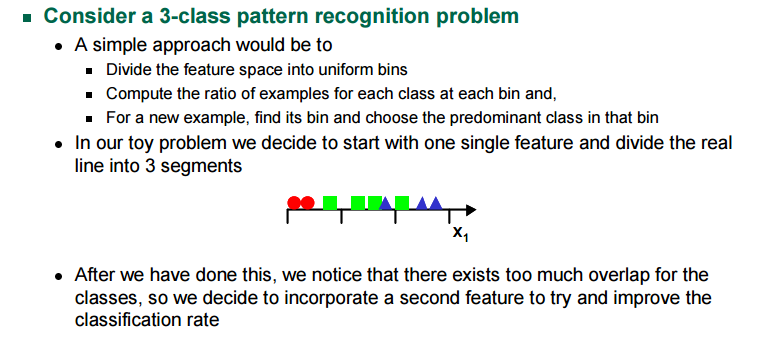 Consider a 3-class pattern recognition problem
A simple approach would be to
Divide the feature space into uniform bins
Compute the ratio of examples for each class at each bin and,
For a new example, find its bin and choose the predominant class in that bin
In our toy problem we decide to start with one single feature and divide the real
line into 3 segments
x1
After we have done this, we notice that there exists too much overlap for the
classes, so we decide to incorporate a second feature to try and improve the
classification rate